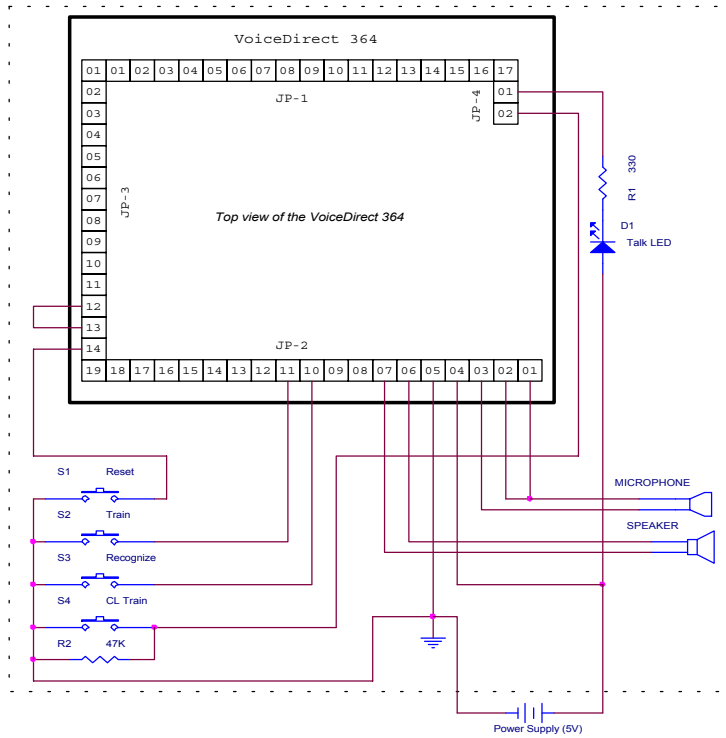 VoiceDirect 364
01 01 02 03 04 05 06 07 08 09 10 11 12 13 14 15 16 17
02
03
04
05
06
07
08
09
10
11
12
13
14
JP-1
JP-4
01
02
JP-3
Top view of the VoiceDirect 364
JP-2
19 18 17 16 15 14 13 12 11 10 09 08 07 06 05 04 03 02 01
R1 330
D1
Talk LED
S1 Reset
S2 Train
S3 Recognize
S4 CL Train
R2 47K
MICROPHONE
SPEAKER
Power Supply (5V)